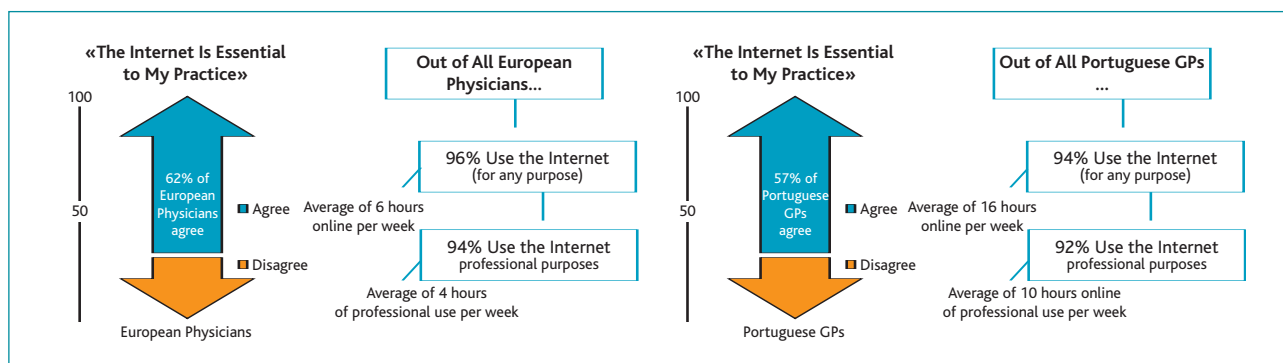 «The Internet Is Essential
to My Practice»
100
50
62% of
European
Physicians
agree
Agree
Disagree
European Physicians
Out of All European
Physicians...
96% Use the Internet
(for any purpose)
Average of 6 hours
online per week
94% Use the Internet
professional purposes
Average of 4 hours
of professional use per week
«The Internet Is Essential
to My Practice»
100
50
57% of
Portuguese
GPs
agree
Agree
Disagree
Portuguese GPs
Out of All Portuguese GPs
...
94% Use the Internet
(for any purpose)
Average of 16 hours
online per week
92% Use the Internet
professional purposes
Average of 10 hours online
of professional use per week